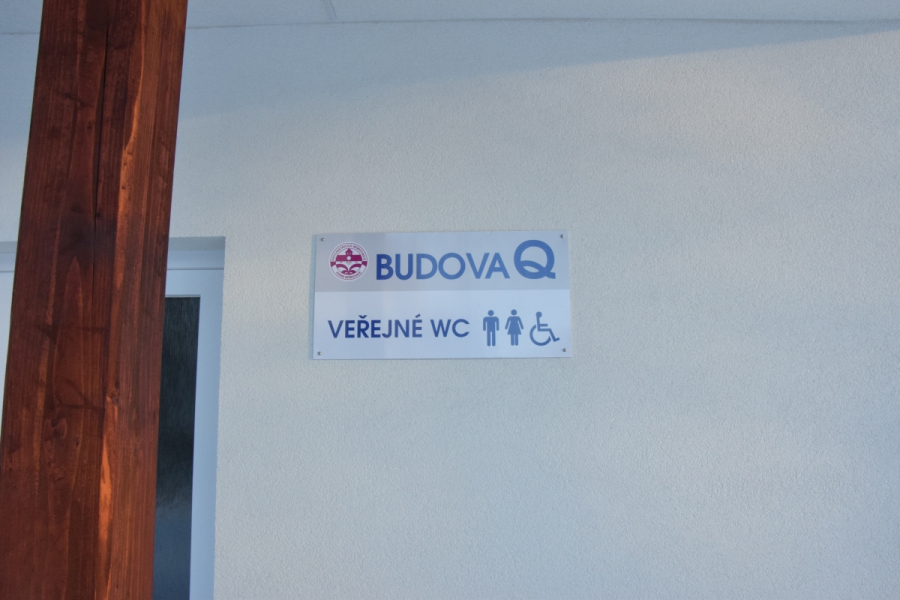 BUDOVA Q
VEŘEJNÉ WC